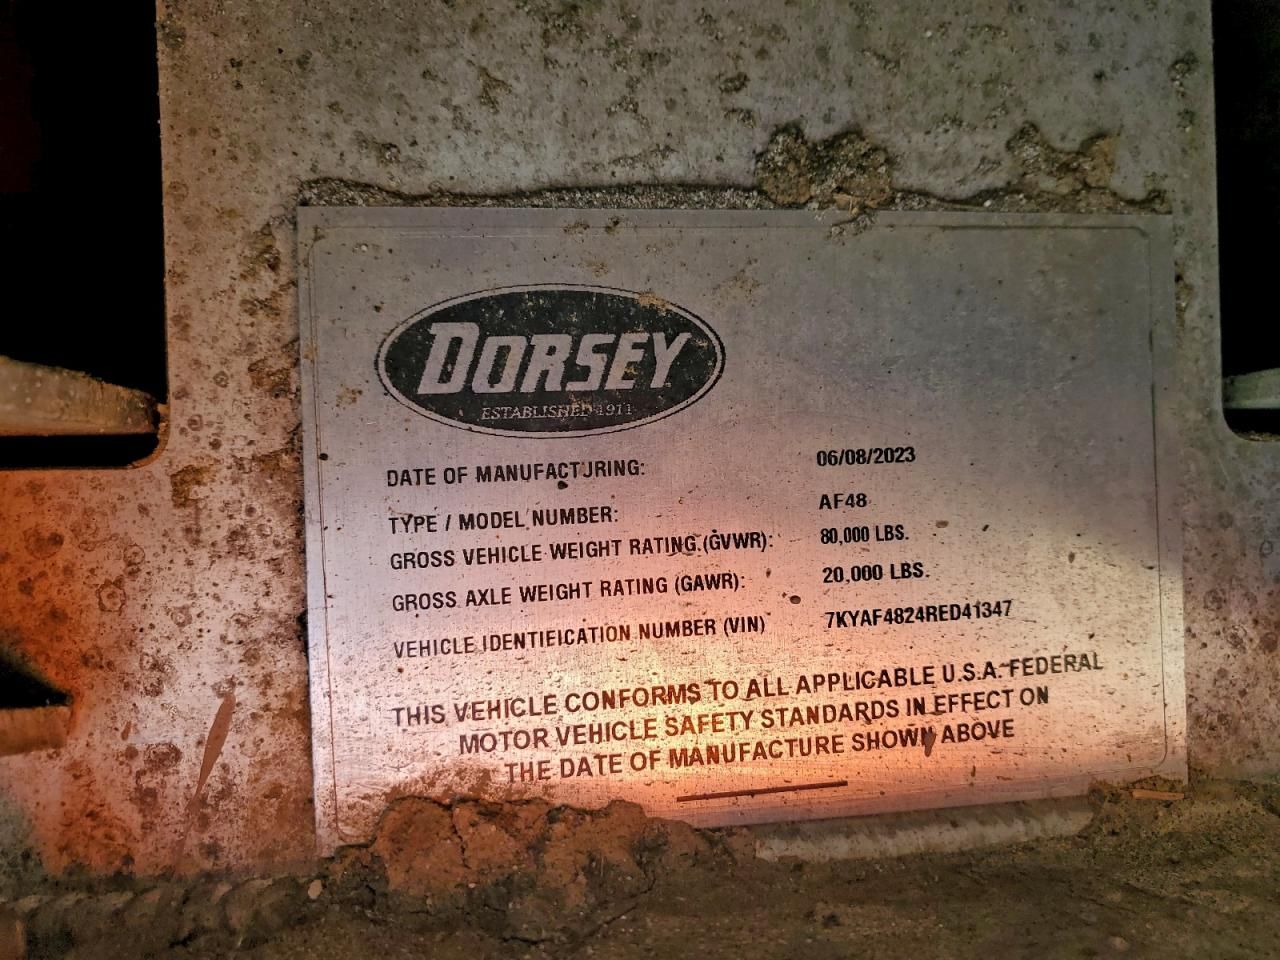 DORSEY
ESTABLISHED 1911
DATE OF MANUFACTURING: 06/08/2023
TYPE / MODEL NUMBER: AF48
GROSS VEHICLE WEIGHT RATING (GVWR): 80,000 LBS.
GROSS AXLE WEIGHT RATING (GAWR): 20,000 LBS.
VEHICLE IDENTIFICATION NUMBER (VIN) 7KYAF4824RED41347
THIS VEHICLE CONFORMS TO ALL APPLICABLE U.S.A. FEDERAL
MOTOR VEHICLE SAFETY STANDARDS IN EFFECT ON
THE DATE OF MANUFACTURE SHOWN ABOVE